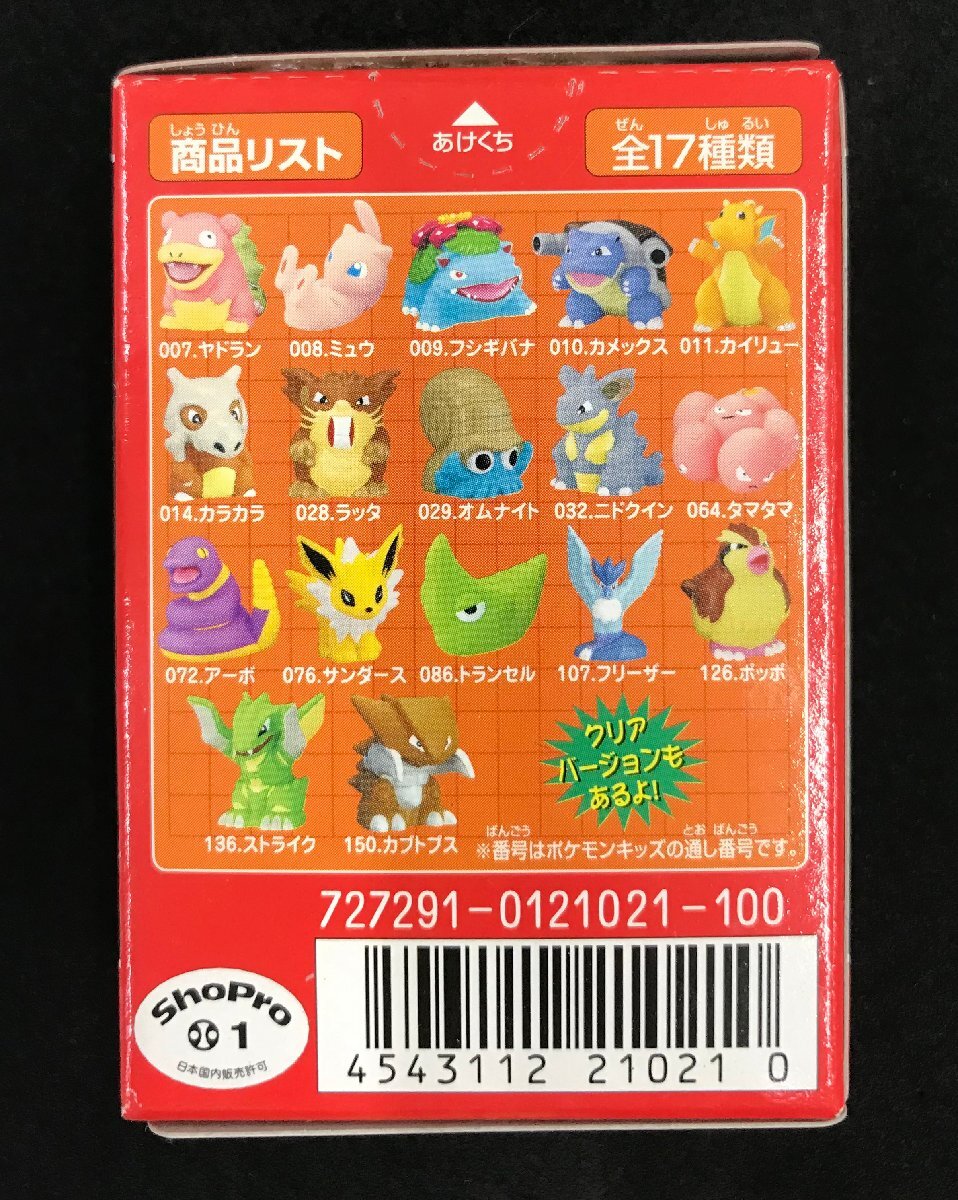 あけくち
しょうひん
商品リスト
ぜん しゅるい
全17種類
007.ヤドラン 008.ミュウ 009.フシギバナ 010.カメックス 011.カイリュー
014.カラカラ 028.ラッタ 029.オムナイト 032.ニドクイン 064.タマタマ
072.アーボ 076.サンダース 086.トランセル 107.フリーザー 126.ポッポ
136.ストライク 150.カブトプス
クリア
バージョンも
あるよ!
ばんごう とお ばんごう
※番号はポケモンキッズの通し番号です。
727291-0121021-100
ShoPro
1
日本国内販売許可
4543112 21021 0